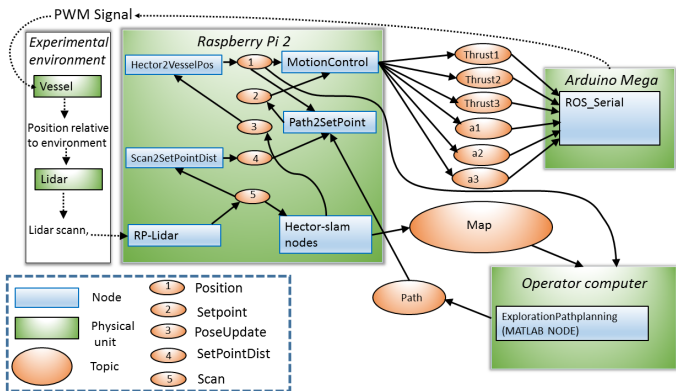 PWM Signal
Experimental
environment
Vessel
Position relative
to environment
Lidar
Lidar scann,
Raspberry Pi 2
Hector2VesselPos
1
MotionControl
2
Path2SetPoint
3
Scan2SetPointDist
4
5
RP-Lidar
Hector-slam
nodes
Thrust1
Thrust2
Thrust3
a1
a2
a3
Arduino Mega
ROS_Serial
Map
Path
Operator computer
ExplorationPathplanning
(MATLAB NODE)
Node
Physical
unit
Topic
1 Position
2 Setpoint
3 PoseUpdate
4 SetPointDist
5 Scan